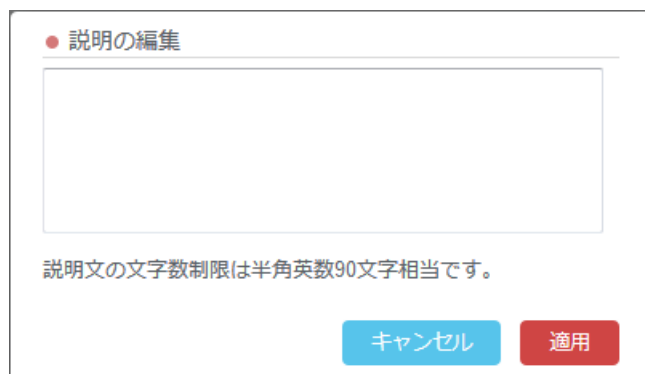 説明の編集
説明文の文字数制限は半角英数90文字相当です。
キャンセル
適用